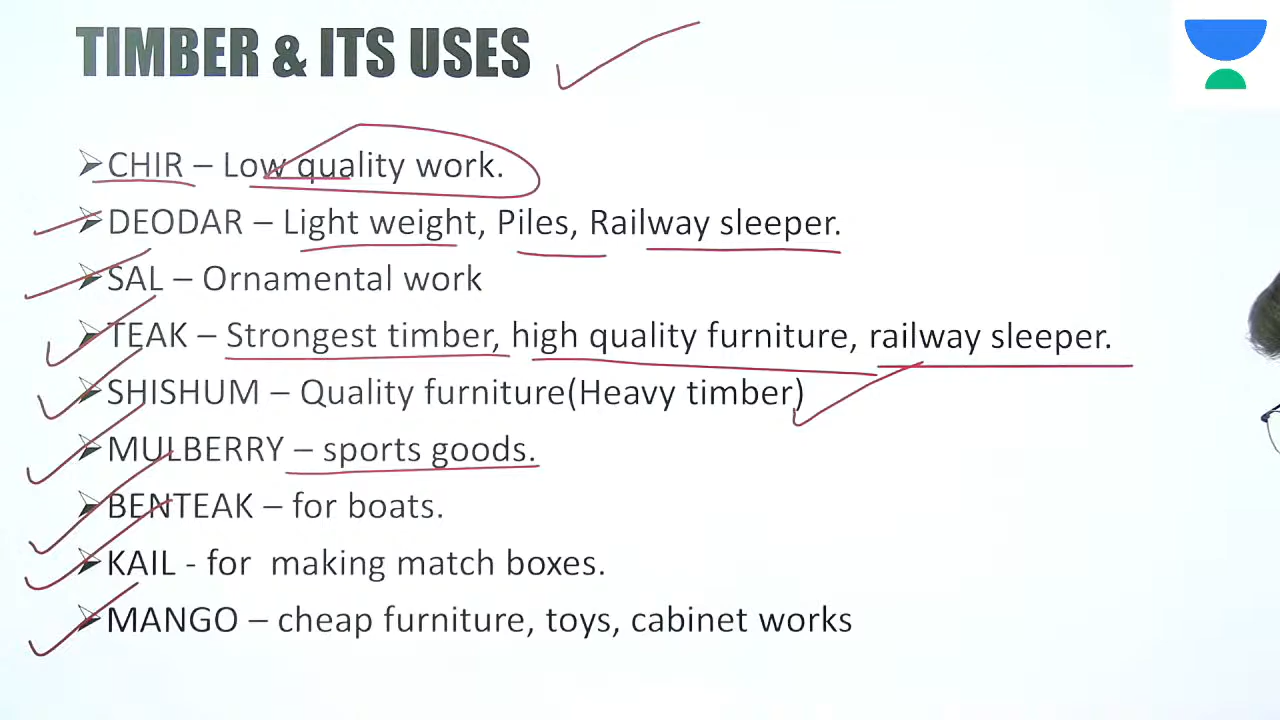 TIMBER & ITS USES
CHIR – Low quality work.
DEODAR – Light weight, Piles, Railway sleeper.
SAL – Ornamental work
TEAK – Strongest timber, high quality furniture, railway sleeper.
SHISHUM – Quality furniture(Heavy timber)
MULBERRY – sports goods.
BENTEAK – for boats.
KAIL - for making match boxes.
MANGO – cheap furniture, toys, cabinet works